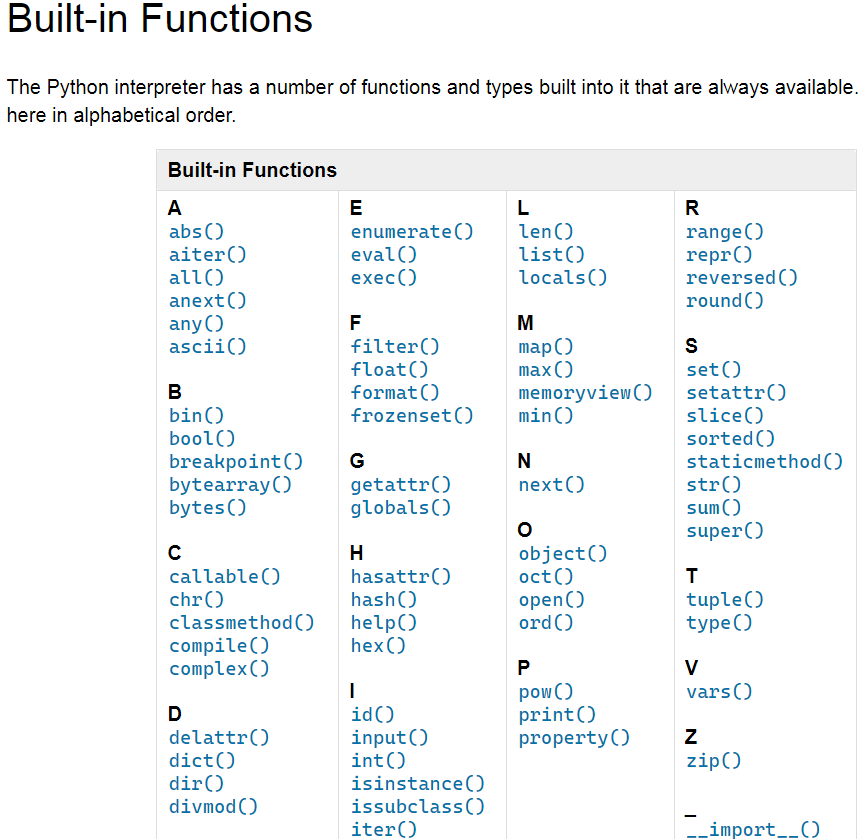 Built-in Functions
The Python interpreter has a number of functions and types built into it that are always available.
here in alphabetical order.
Built-in Functions
A
abs()
aiter()
all()
anext()
any()
ascii()
B
bin()
bool()
breakpoint()
bytearray()
bytes()
C
callable()
chr()
classmethod()
compile()
complex()
D
delattr()
dict()
dir()
divmod()
E
enumerate()
eval()
exec()
F
filter()
float()
format()
frozenset()
G
getattr()
globals()
H
hasattr()
hash()
help()
hex()
I
id()
input()
int()
isinstance()
issubclass()
iter()
L
len()
list()
locals()
M
map()
max()
memoryview()
min()
N
next()
O
object()
oct()
open()
ord()
P
pow()
print()
property()
R
range()
repr()
reversed()
round()
S
set()
setattr()
slice()
sorted()
staticmethod()
str()
sum()
super()
T
tuple()
type()
V
vars()
Z
zip()
_
__import__()